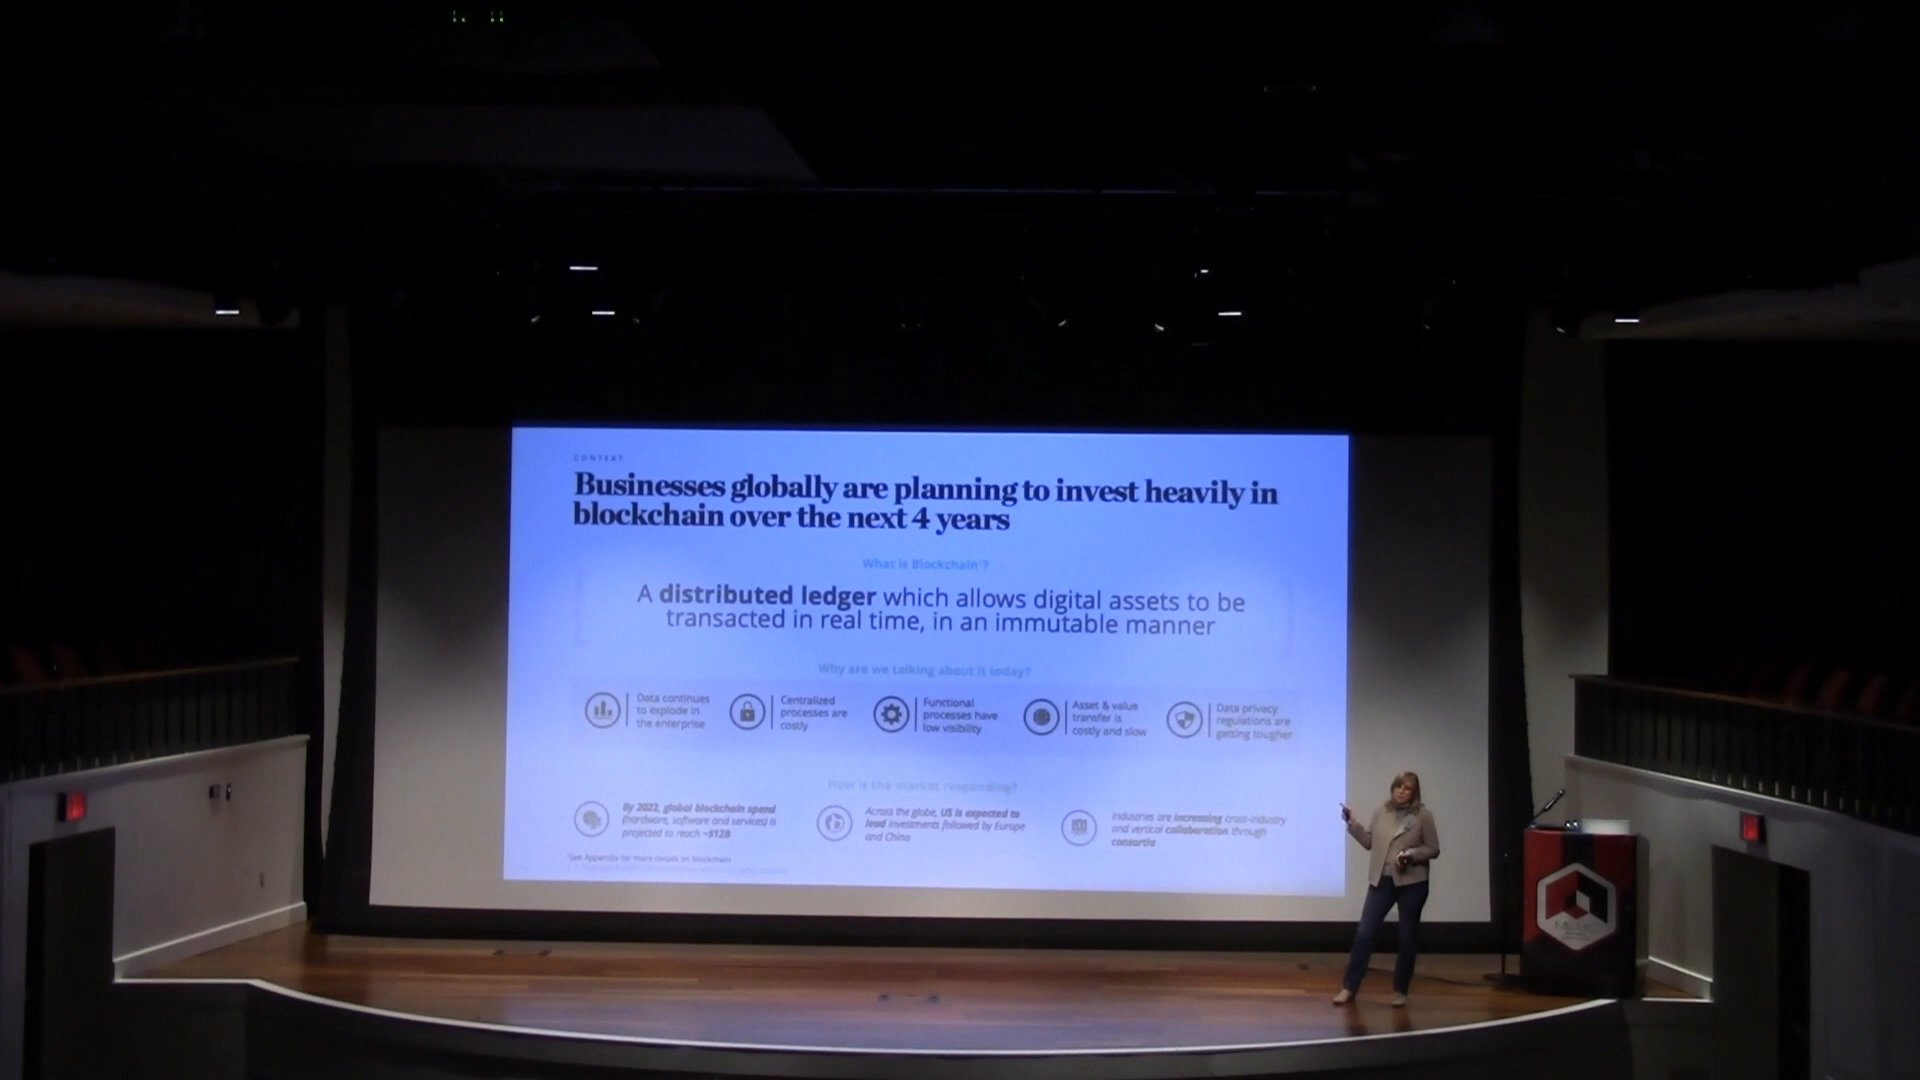 CONTEXT
Businesses globally are planning to invest heavily in
blockchain over the next 4 years
What is Blockchain¹?
A distributed ledger which allows digital assets to be
transacted in real time, in an immutable manner
Why are we talking about it today?
Data continues
to explode in
the enterprise
Centralized
processes are
costly
Functional
processes have
low visibility
Asset & value
transfer is
costly and slow
Data privacy
regulations are
getting tougher
How is the market responding?
By 2022, global blockchain spend
(hardware, software and services) is
projected to reach ~$12B
Across the globe, US is expected to
lead investments followed by Europe
and China
Industries are increasing cross-industry
and vertical collaboration through
consortia
¹See Appendix for more details on blockchain